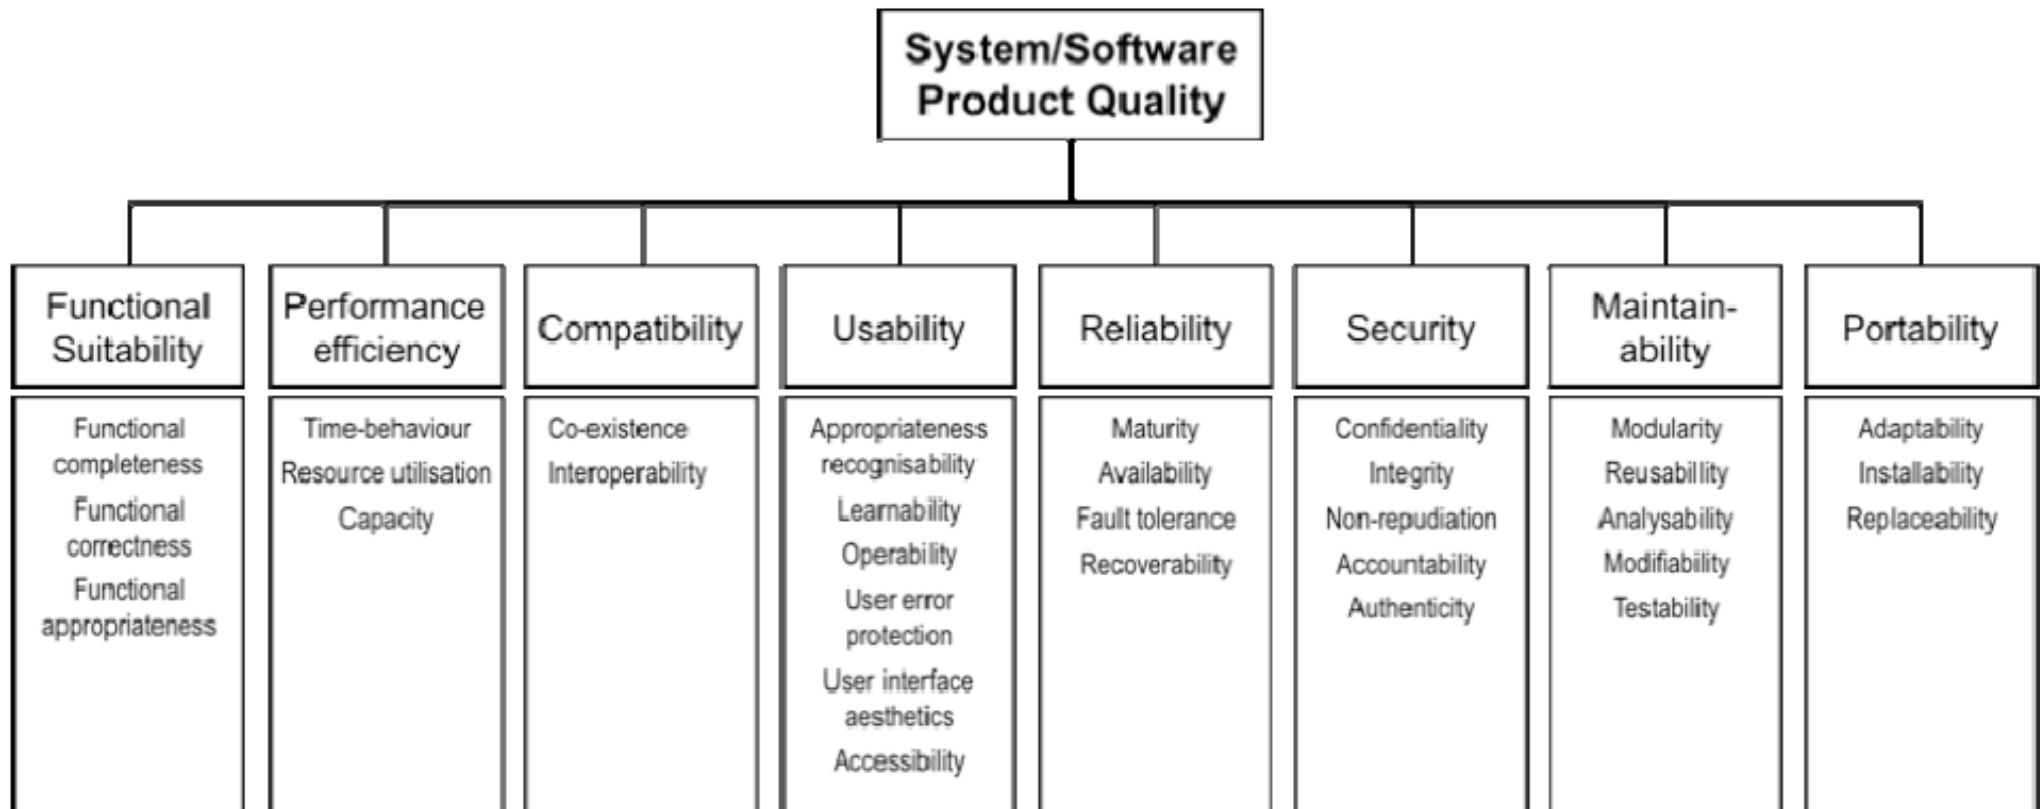 System/Software
Product Quality
Functional
Suitability
Performance
efficiency
Compatibility
Usability
Reliability
Security
Maintain-
ability
Portability
Functional
completeness
Functional
correctness
Functional
appropriateness
Time-behaviour
Resource utilisation
Capacity
Co-existence
Interoperability
Appropriateness
recognisability
Learnability
Operability
User error
protection
User interface
aesthetics
Accessibility
Maturity
Availability
Fault tolerance
Recoverability
Confidentiality
Integrity
Non-repudiation
Accountability
Authenticity
Modularity
Reusability
Analysability
Modifiability
Testability
Adaptability
Installability
Replaceability